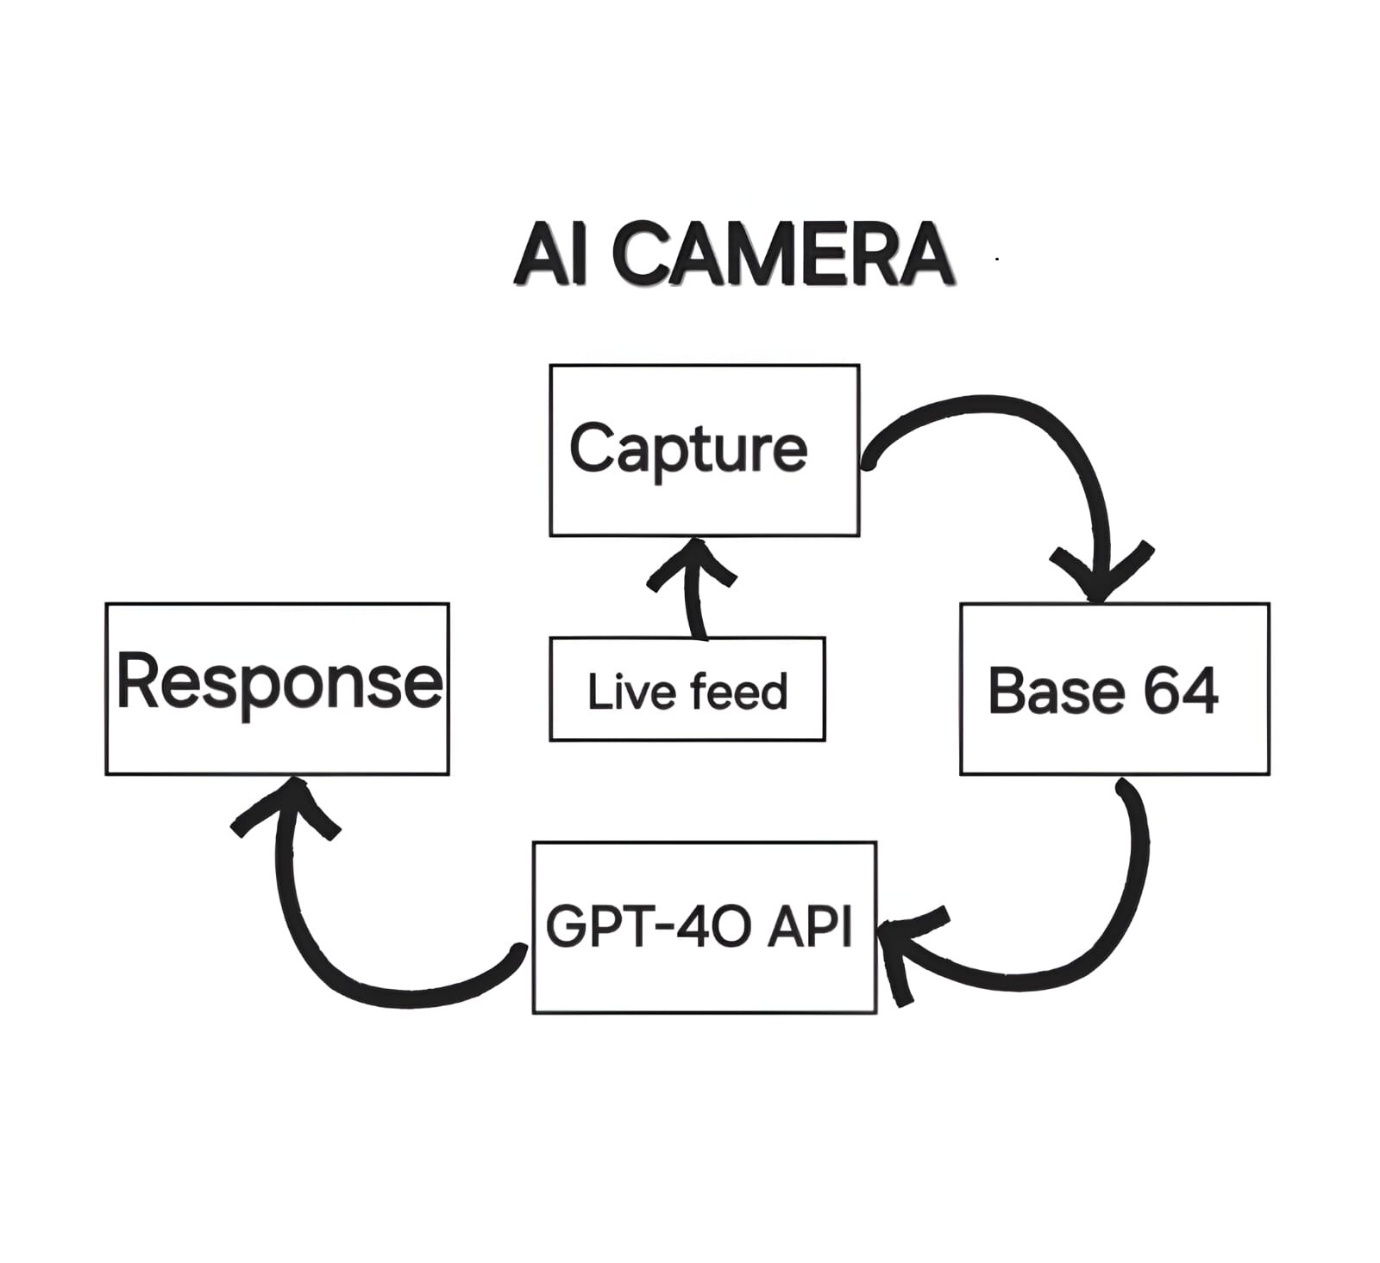 AI CAMERA
Capture
Response
Live feed
Base 64
GPT-4O API